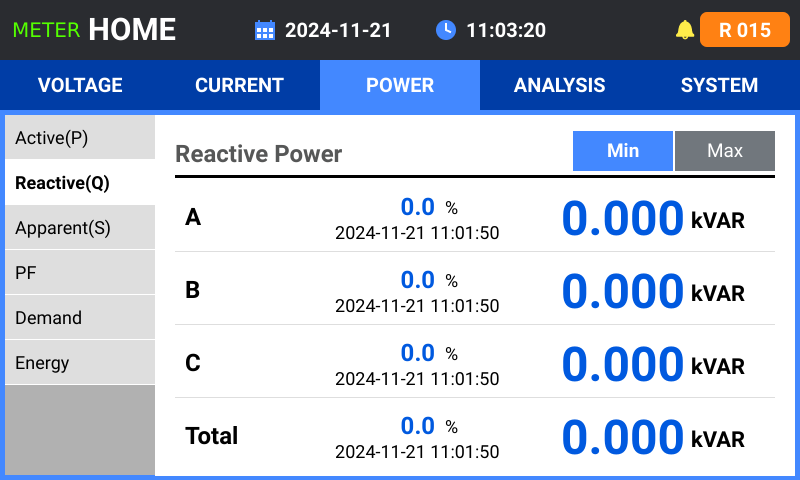 METER HOME 2024-11-21 11:03:20 R 015
VOLTAGE CURRENT POWER ANALYSIS SYSTEM
Active(P)
Reactive(Q)
Apparent(S)
PF
Demand
Energy
Reactive Power Min Max
A 0.0 % 0.000 kVAR
2024-11-21 11:01:50
B 0.0 % 0.000 kVAR
2024-11-21 11:01:50
C 0.0 % 0.000 kVAR
2024-11-21 11:01:50
Total 0.0 % 0.000 kVAR
2024-11-21 11:01:50